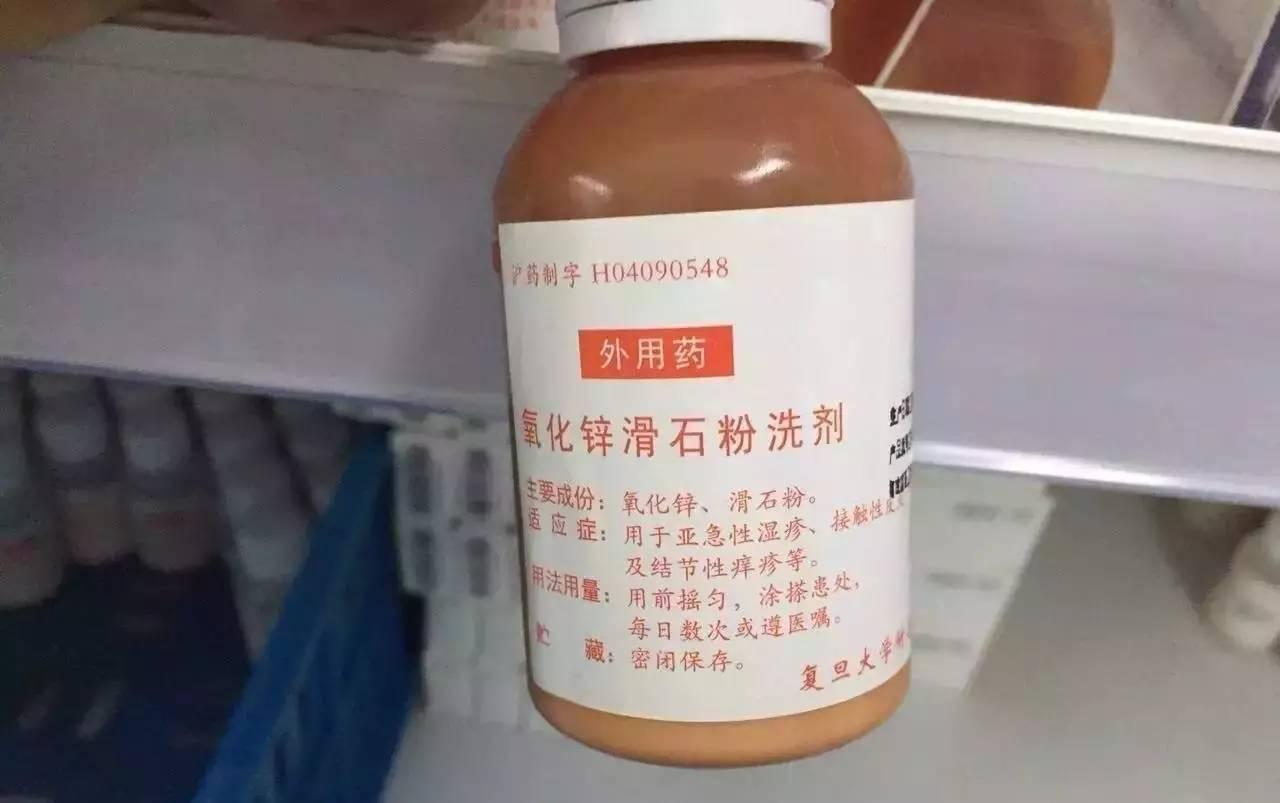 沪药制字 H04090548
外用药
氧化锌滑石粉洗剂
主要成份：氧化锌、滑石粉。
适应症：用于亚急性湿疹、接触性皮
及结节性痒疹等。
用法用量：用前摇匀，涂搽患处，
每日数次或遵医嘱。
贮藏：密闭保存。
复旦大学附